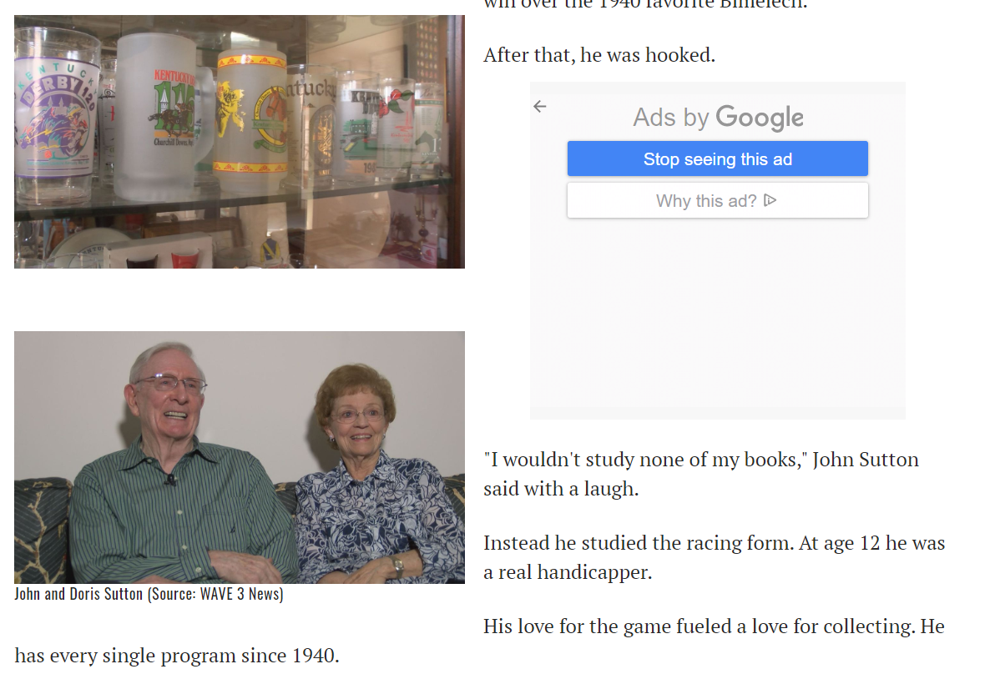 win over the 1940 favorite Bimelech.
After that, he was hooked.
KENTUCKY
DERBY 120
KENTUCKY
110
Churchill Downs
ntucky
190
Ads by Google
Stop seeing this ad
Why this ad?
John and Doris Sutton (Source: WAVE 3 News)
"I wouldn't study none of my books," John Sutton
said with a laugh.
Instead he studied the racing form. At age 12 he was
a real handicapper.
His love for the game fueled a love for collecting. He
has every single program since 1940.